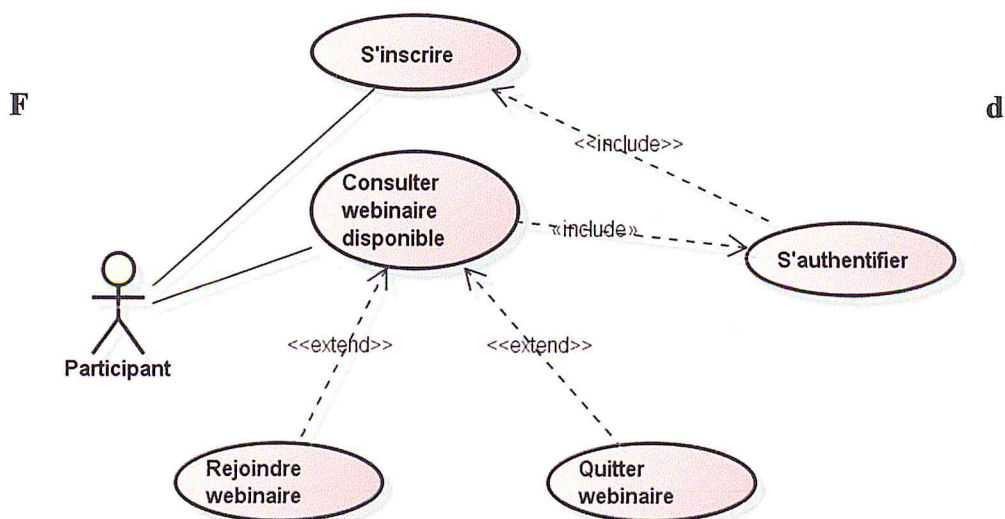 S'inscrire
F
d
<<include>>
Consulter
webinaire
disponible
«include»
S'authentifier
<<extend>>
<<extend>>
Participant
Rejoindre
webinaire
Quitter
webinaire